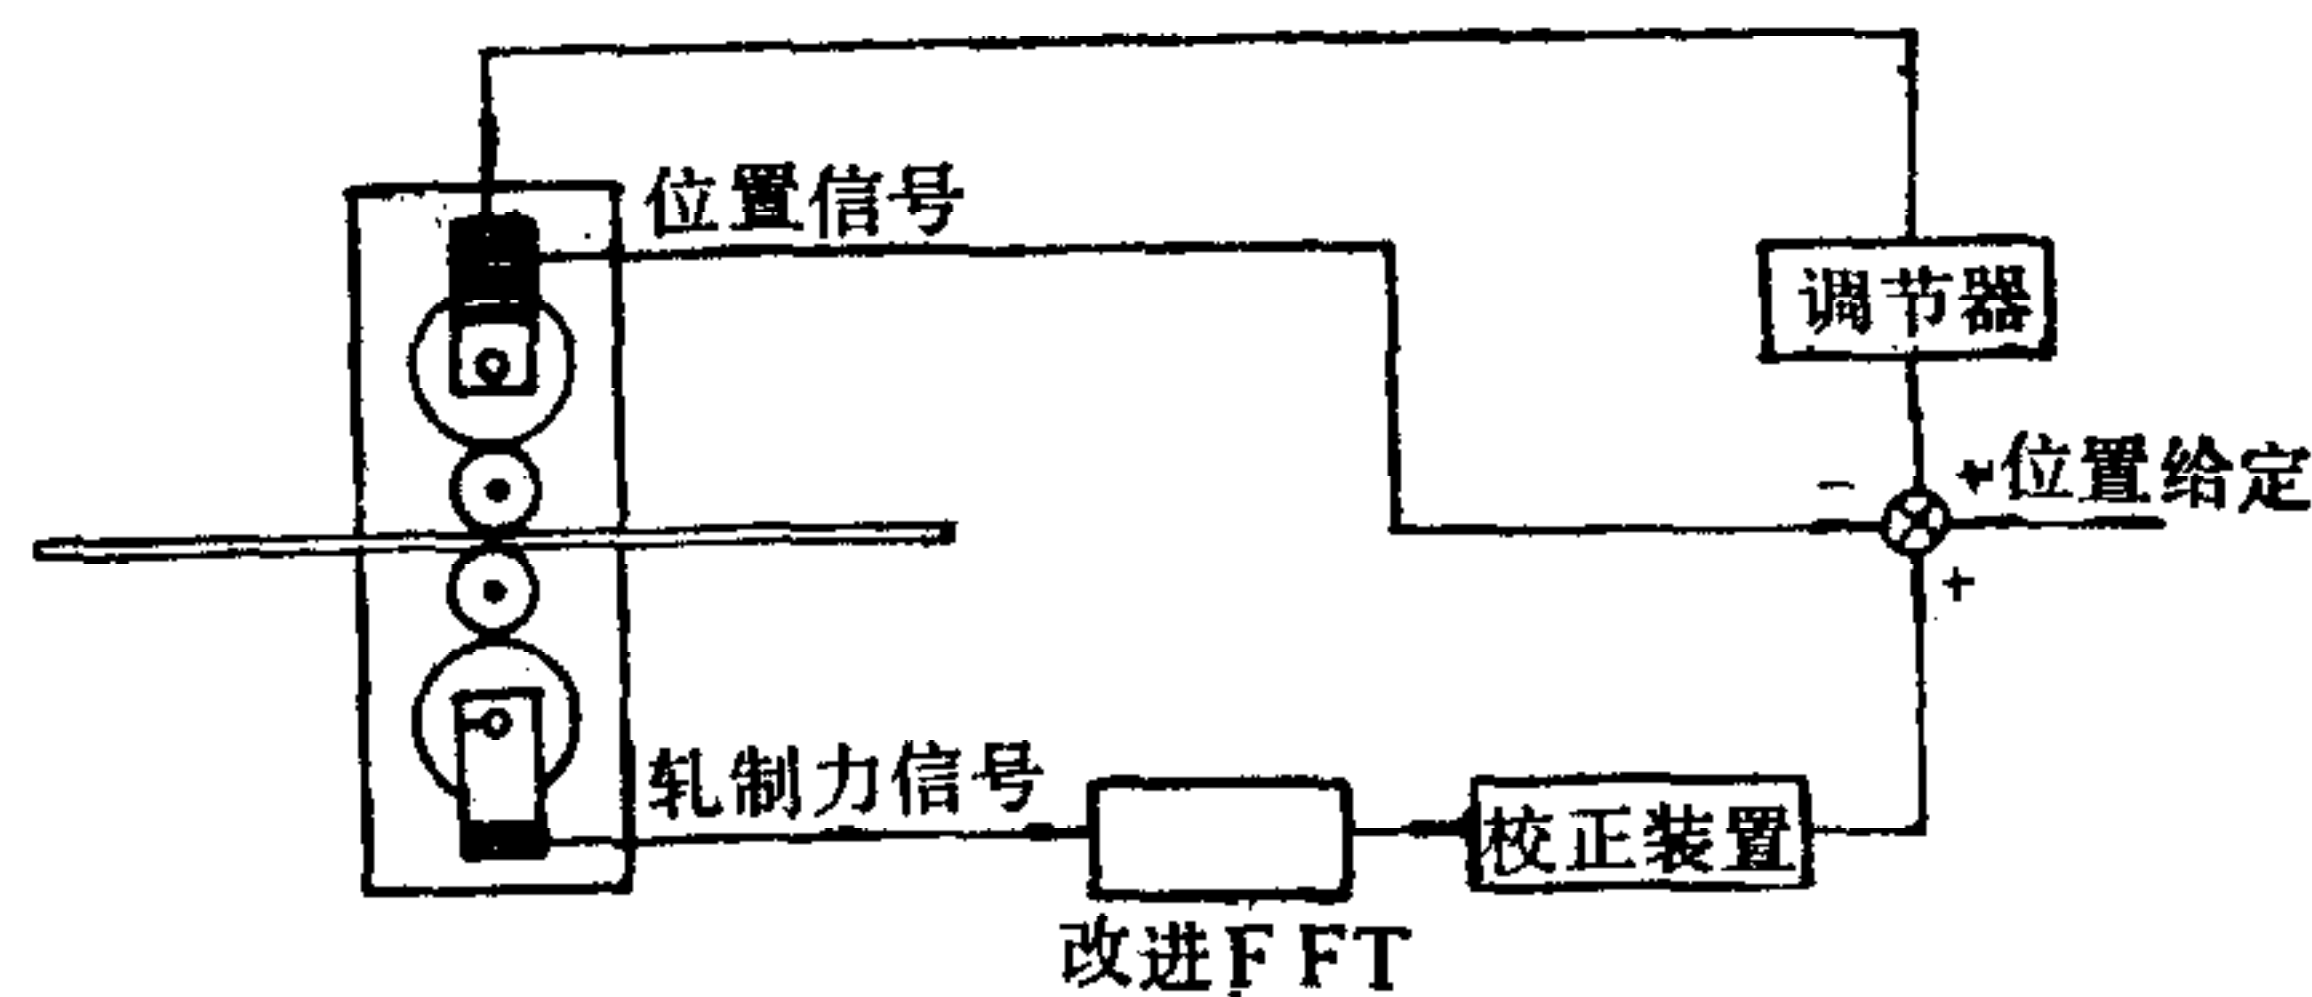 位置信号
调节器
位置给定
−
+
轧制力信号
校正装置
改进FFT